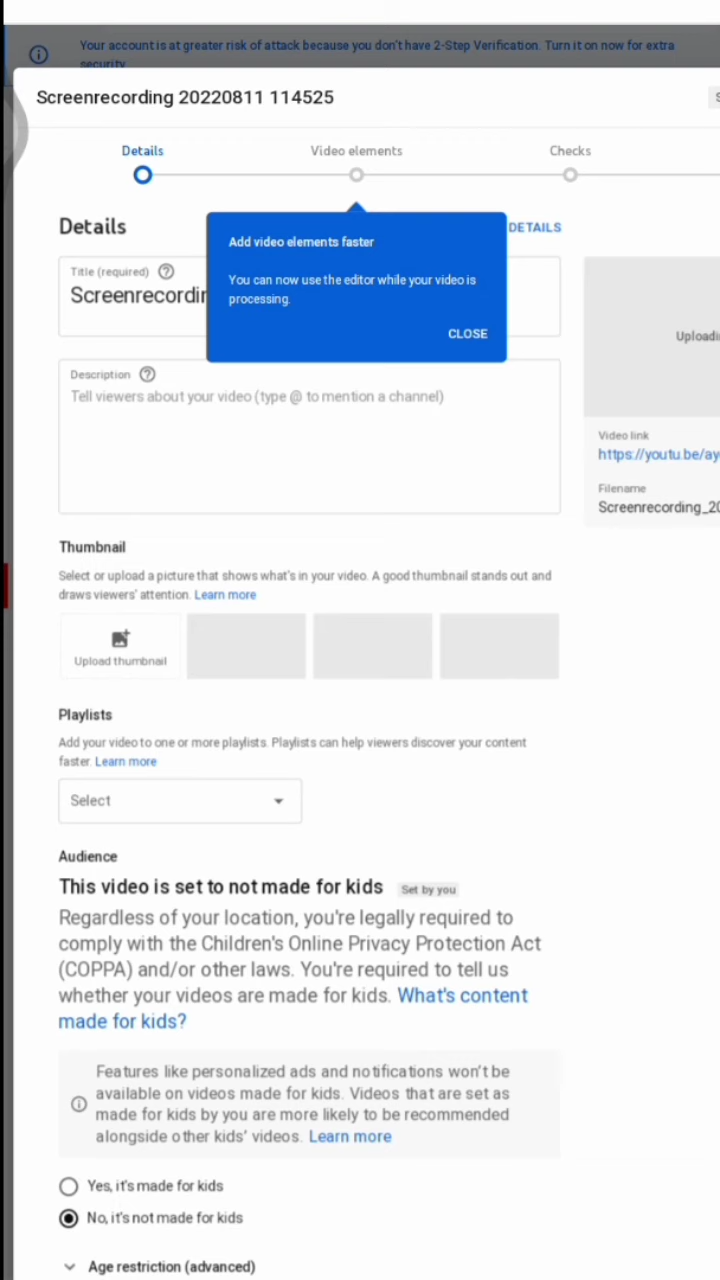 Your account is at greater risk of attack because you don't have 2-Step Verification. Turn it on now for extra
security.
Screenrecording 20220811 114525
Details
Video elements
Checks
Details
DETAILS
Add video elements faster
You can now use the editor while your video is
processing.
CLOSE
Title (required)
Description
Tell viewers about your video (type @ to mention a channel)
Video link
Filename
Thumbnail
Select or upload a picture that shows what's in your video. A good thumbnail stands out and
draws viewers' attention. Learn more
Upload thumbnail
Playlists
Add your video to one or more playlists. Playlists can help viewers discover your content
faster. Learn more
Select
Audience
This video is set to not made for kids Set by you
Regardless of your location, you're legally required to
comply with the Children's Online Privacy Protection Act
(COPPA) and/or other laws. You're required to tell us
whether your videos are made for kids. What's content
made for kids?
Features like personalized ads and notifications won't be
available on videos made for kids. Videos that are set as
made for kids by you are more likely to be recommended
alongside other kids' videos. Learn more
Yes, it's made for kids
No, it's not made for kids
Age restriction (advanced)